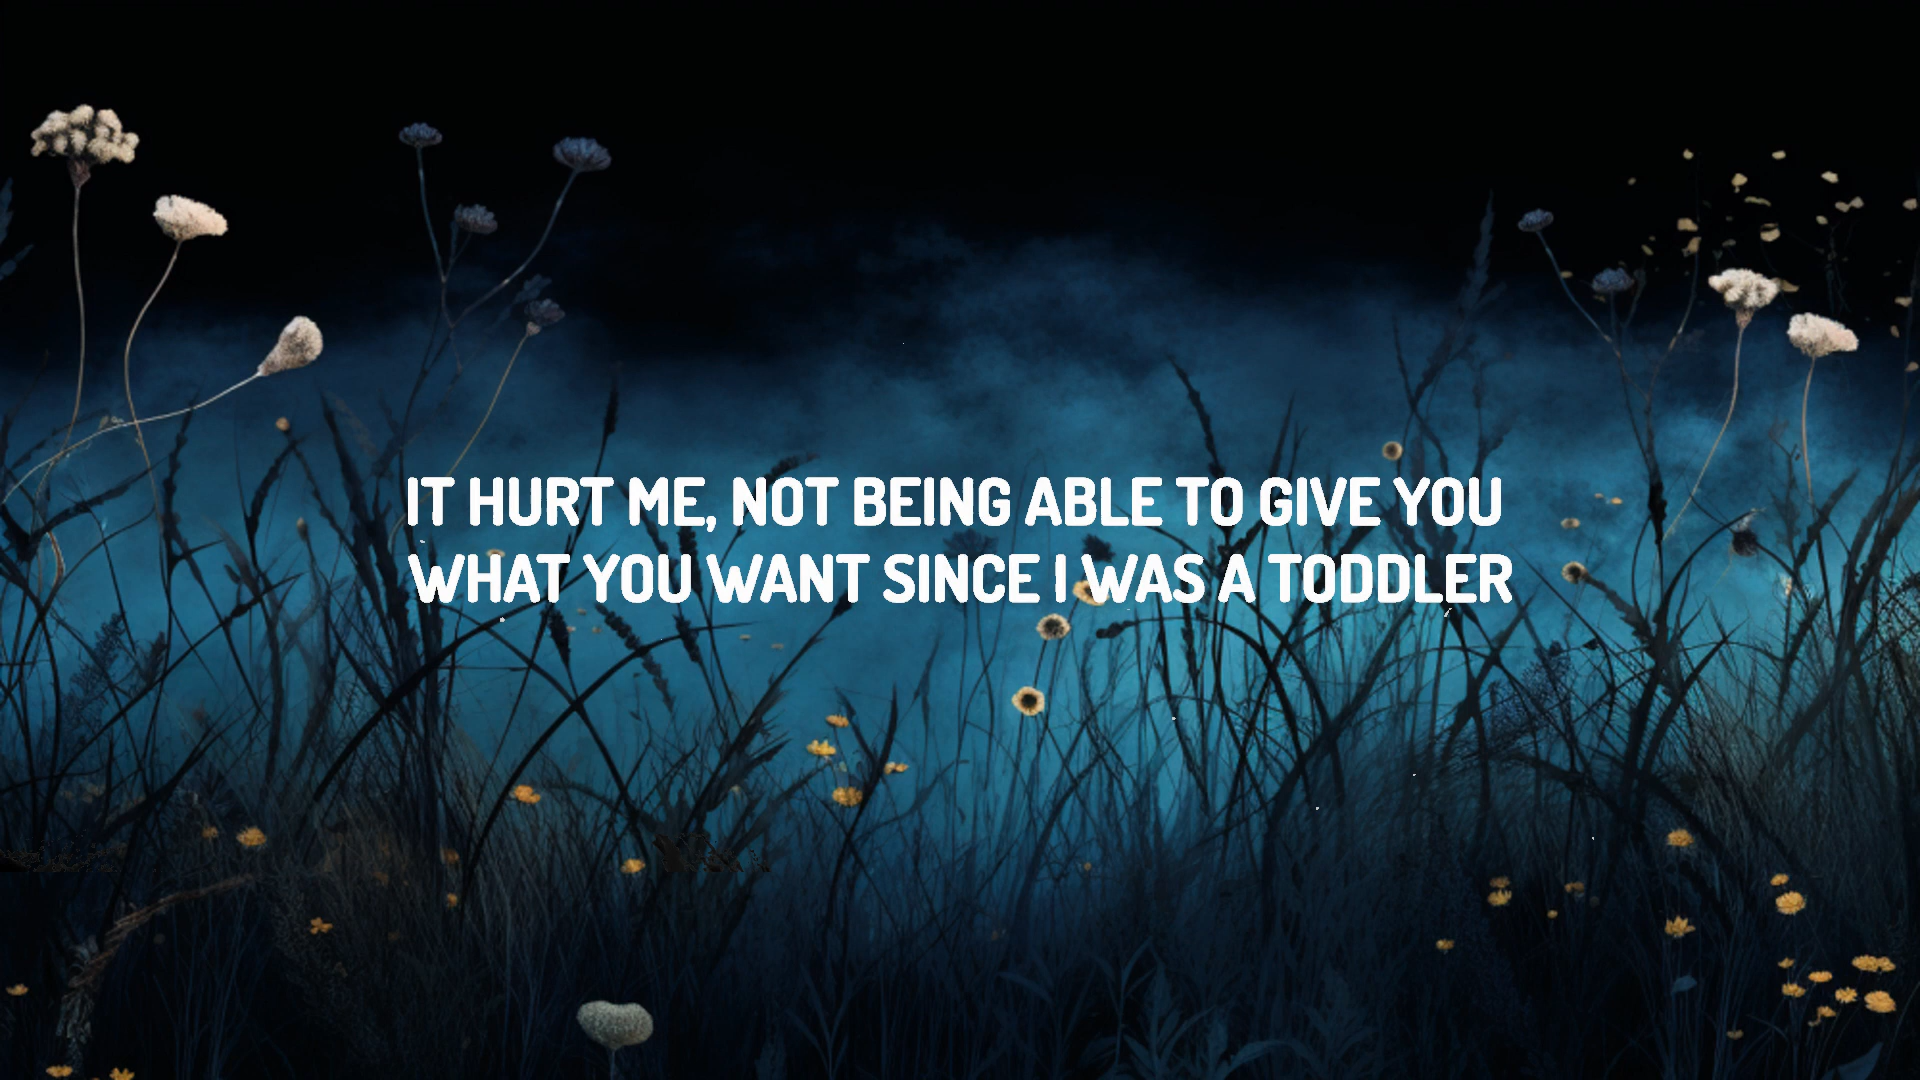 IT HURT ME, NOT BEING ABLE TO GIVE YOU
WHAT YOU WANT SINCE I WAS A TODDLER